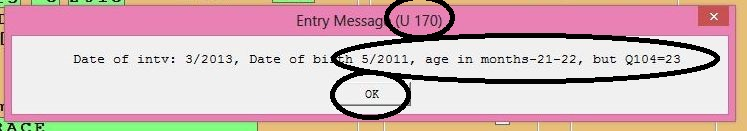 Entry Message (U 170)
Date of intv: 3/2013, Date of birth 5/2011, age in months-21-22, but Q104=23
OK
RACE